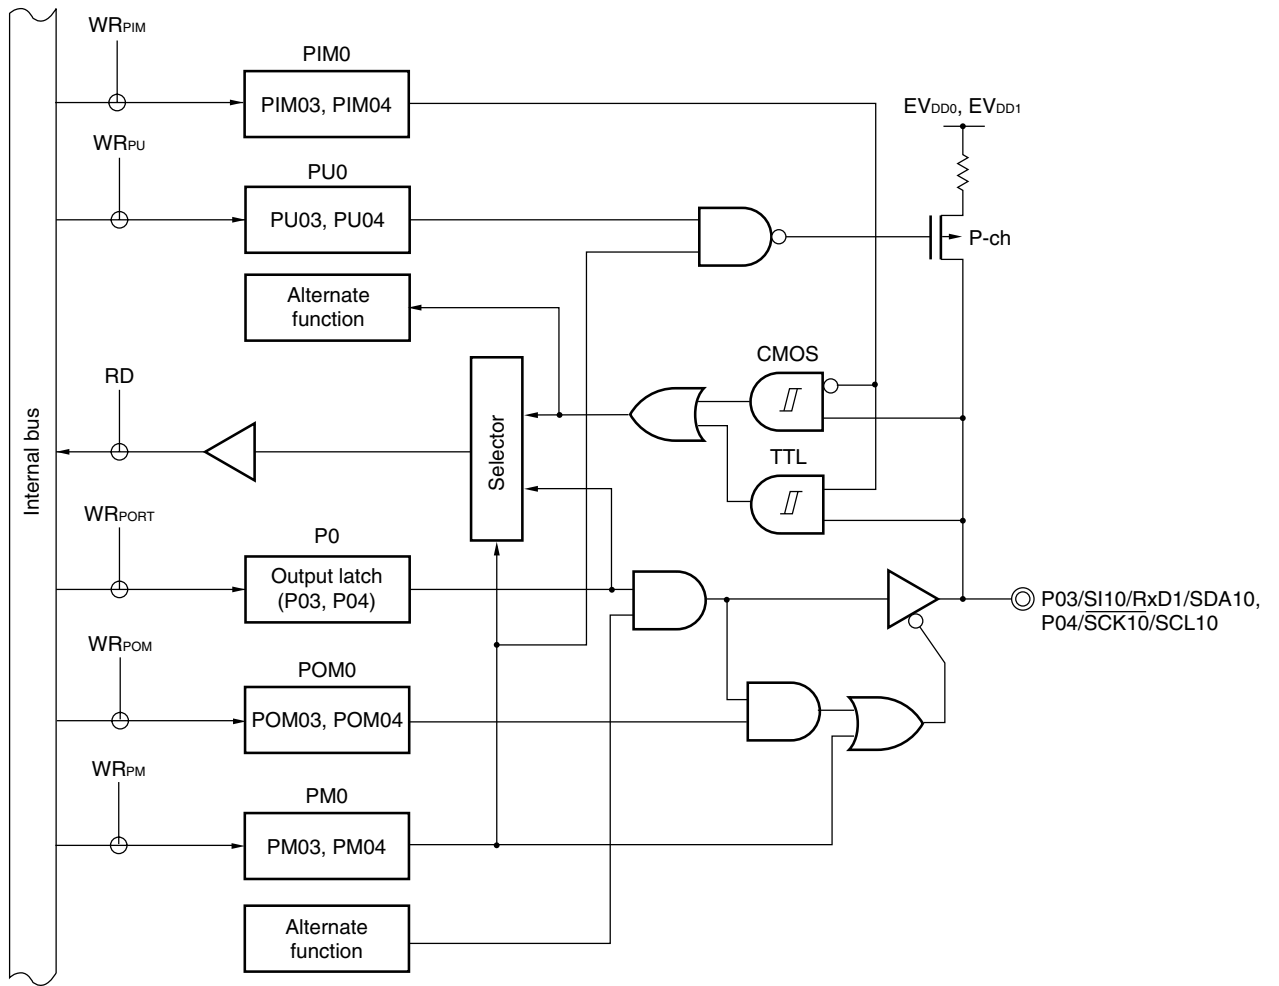 WRPIM
PIM0
PIM03, PIM04
EVDD0, EVDD1
WRPU
PU0
PU03, PU04
P-ch
Alternate
function
CMOS
RD
Selector
TTL
Internal bus
WRPORT
P0
Output latch
(P03, P04)
P03/SI10/RxD1/SDA10,
P04/SCK10/SCL10
WRPOM
POM0
POM03, POM04
WRPM
PM0
PM03, PM04
Alternate
function